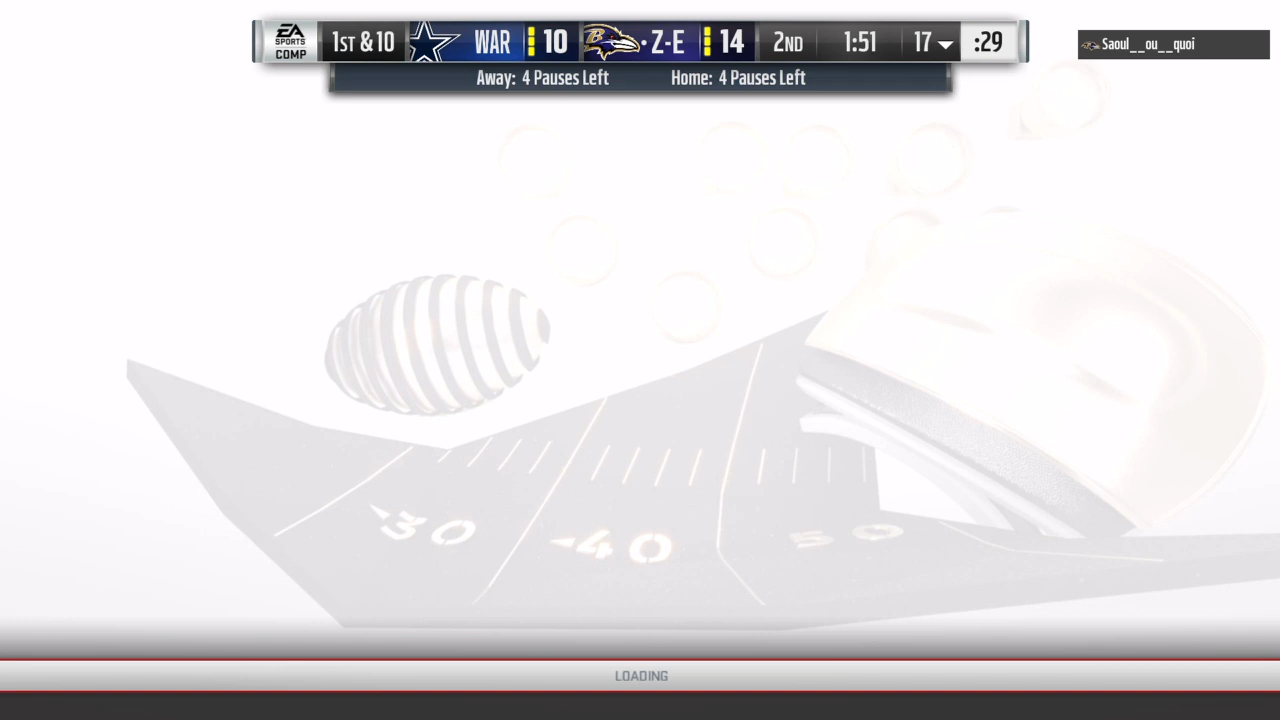 EA SPORTS COMP 1ST & 10 WAR 10 Z-E 14 2ND 1:51 17 :29
Saoul__ou__quoi
Away: 4 Pauses Left Home: 4 Pauses Left
30 40 50
LOADING